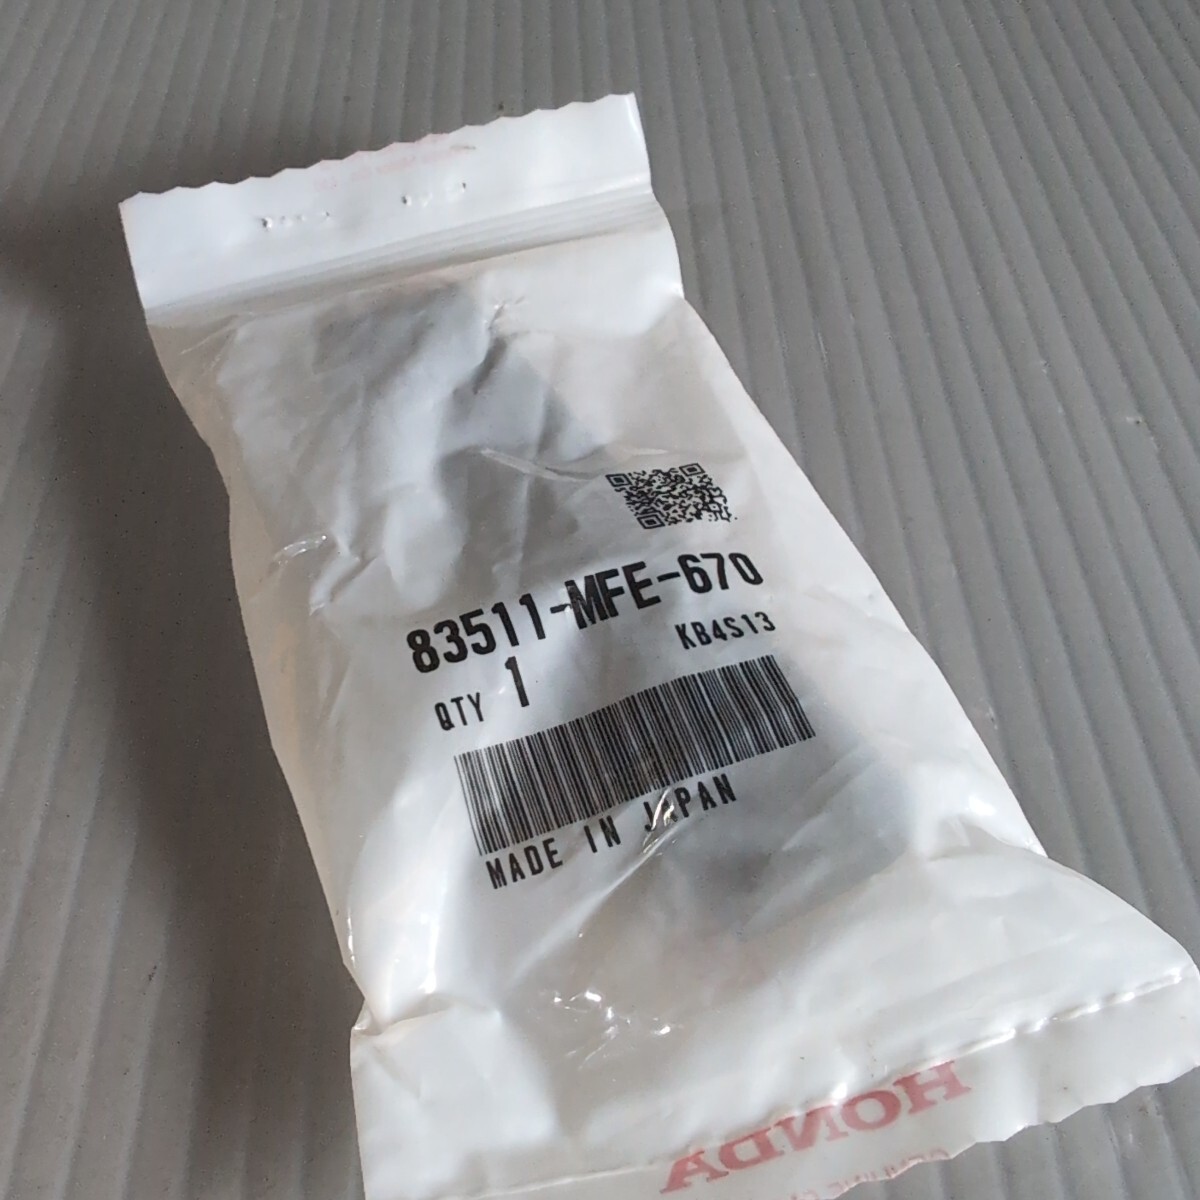 83511-MFE-670
QTY 1 KB4S13
MADE IN JAPAN
HONDA